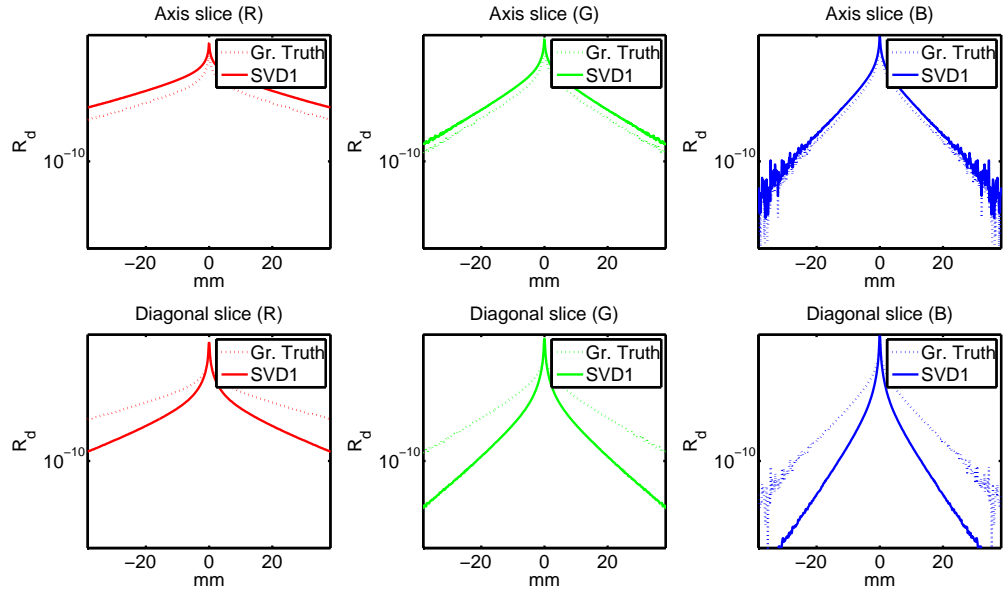 Axis slice (R)
Gr. Truth
SVD1
R_d
10^-10
−20 0 20
mm
Axis slice (G)
Gr. Truth
SVD1
R_d
10^-10
−20 0 20
mm
Axis slice (B)
Gr. Truth
SVD1
R_d
10^-10
−20 0 20
mm
Diagonal slice (R)
Gr. Truth
SVD1
R_d
10^-10
−20 0 20
mm
Diagonal slice (G)
Gr. Truth
SVD1
R_d
10^-10
−20 0 20
mm
Diagonal slice (B)
Gr. Truth
SVD1
R_d
10^-10
−20 0 20
mm